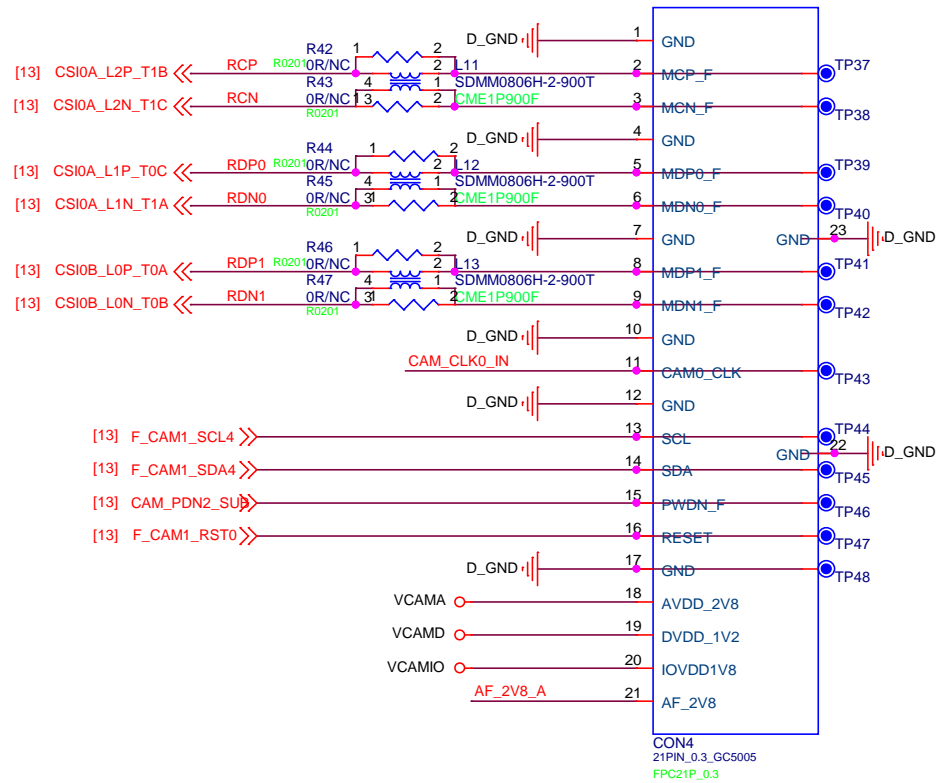 D_GND 1 GND
R42 1 2
[13] CSI0A_L2P_T1B RCP R0201 0R/NC 2 L11 2 MCP_F TP37
R43 4 1 SDMM0806H-2-900T
[13] CSI0A_L2N_T1C RCN 0R/NC 1 3 2 CME1P900F 3 MCN_F TP38
R0201
D_GND 4 GND
R44 1 2
[13] CSI0A_L1P_T0C RDP0 R0201 0R/NC 2 L12 5 MDP0_F TP39
R45 4 1 SDMM0806H-2-900T
[13] CSI0A_L1N_T1A RDN0 0R/NC 3 1 2 CME1P900F 6 MDN0_F TP40
R0201
D_GND 7 GND GND 23 D_GND
R46 1 2
[13] CSI0B_L0P_T0A RDP1 R0201 0R/NC 2 L13 8 MDP1_F TP41
R47 4 1 SDMM0806H-2-900T
[13] CSI0B_L0N_T0B RDN1 0R/NC 3 1 2 CME1P900F 9 MDN1_F TP42
R0201
D_GND 10 GND
CAM_CLK0_IN 11 CAM0_CLK TP43
D_GND 12 GND
[13] F_CAM1_SCL4 13 SCL TP44
GND 22 D_GND
[13] F_CAM1_SDA4 14 SDA TP45
[13] CAM_PDN2_SUB 15 PWDN_F TP46
[13] F_CAM1_RST0 16 RESET TP47
D_GND 17 GND TP48
VCAMA 18 AVDD_2V8
VCAMD 19 DVDD_1V2
VCAMIO 20 IOVDD1V8
AF_2V8_A 21 AF_2V8
CON4
21PIN_0.3_GC5005
FPC21P_0.3